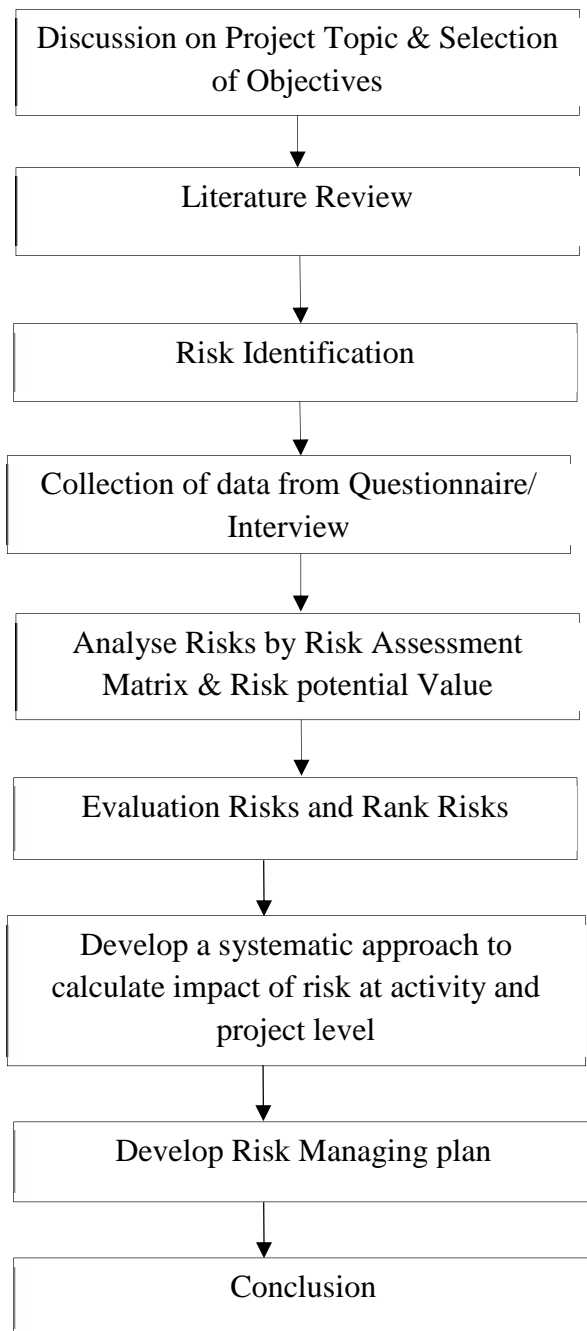 Discussion on Project Topic & Selection
of Objectives
Literature Review
Risk Identification
Collection of data from Questionnaire/
Interview
Analyse Risks by Risk Assessment
Matrix & Risk potential Value
Evaluation Risks and Rank Risks
Develop a systematic approach to
calculate impact of risk at activity and
project level
Develop Risk Managing plan
Conclusion